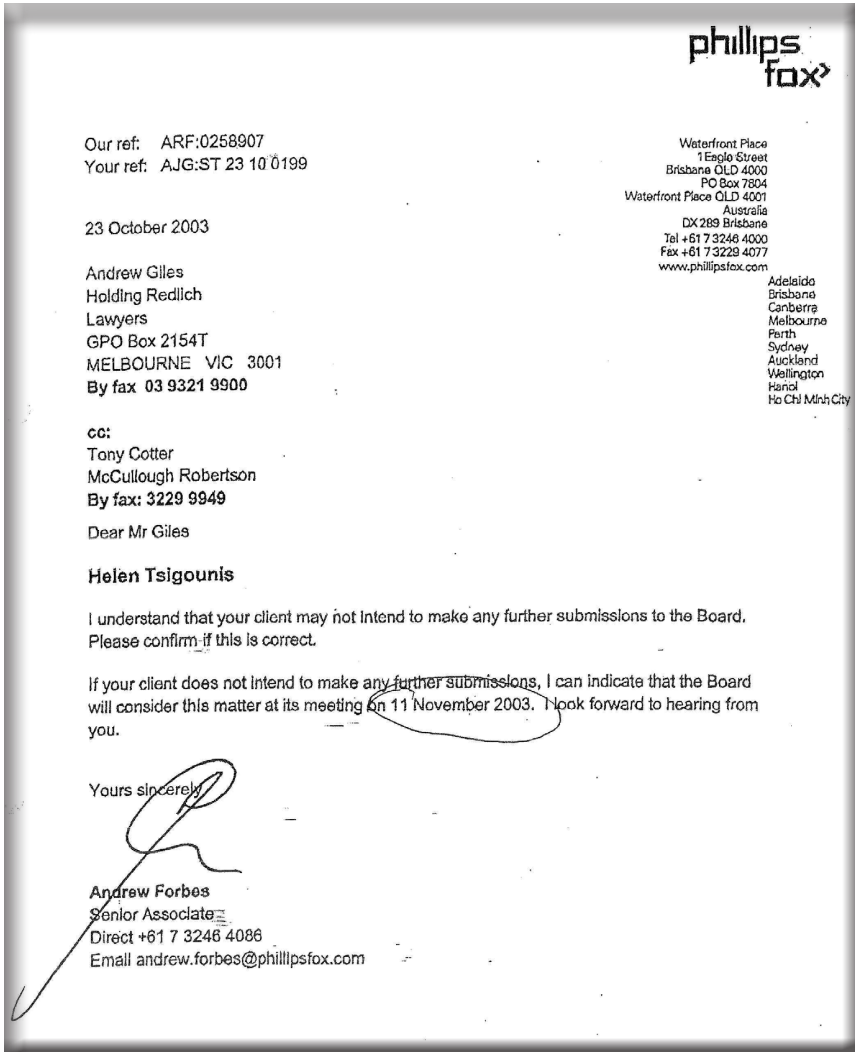 phillips
fox
Our ref: ARF:0258907
Your ref: AJG:ST 23 10 0199
Waterfront Place
1 Eagle Street
Brisbane QLD 4000
PO Box 7804
Waterfront Place QLD 4001
Australia
DX 289 Brisbane
Tel +61 7 3246 4000
Fax +61 7 3229 4077
www.phillipsfox.com
Adelaide
Brisbane
Canberra
Melbourne
Perth
Sydney
Auckland
Wellington
Hanoi
Ho Chi Minh City
23 October 2003
Andrew Giles
Holding Redlich
Lawyers
GPO Box 2154T
MELBOURNE VIC 3001
By fax 03 9321 9900
cc:
Tony Cotter
McCullough Robertson
By fax: 3229 9949
Dear Mr Giles
Helen Tsigounis
I understand that your client may not intend to make any further submissions to the Board.
Please confirm if this is correct.
If your client does not intend to make any further submissions, I can indicate that the Board
will consider this matter at its meeting on 11 November 2003. I look forward to hearing from
you.
Yours sincerely
Andrew Forbes
Senior Associate
Direct +61 7 3246 4086
Email andrew.forbes@phillipsfox.com